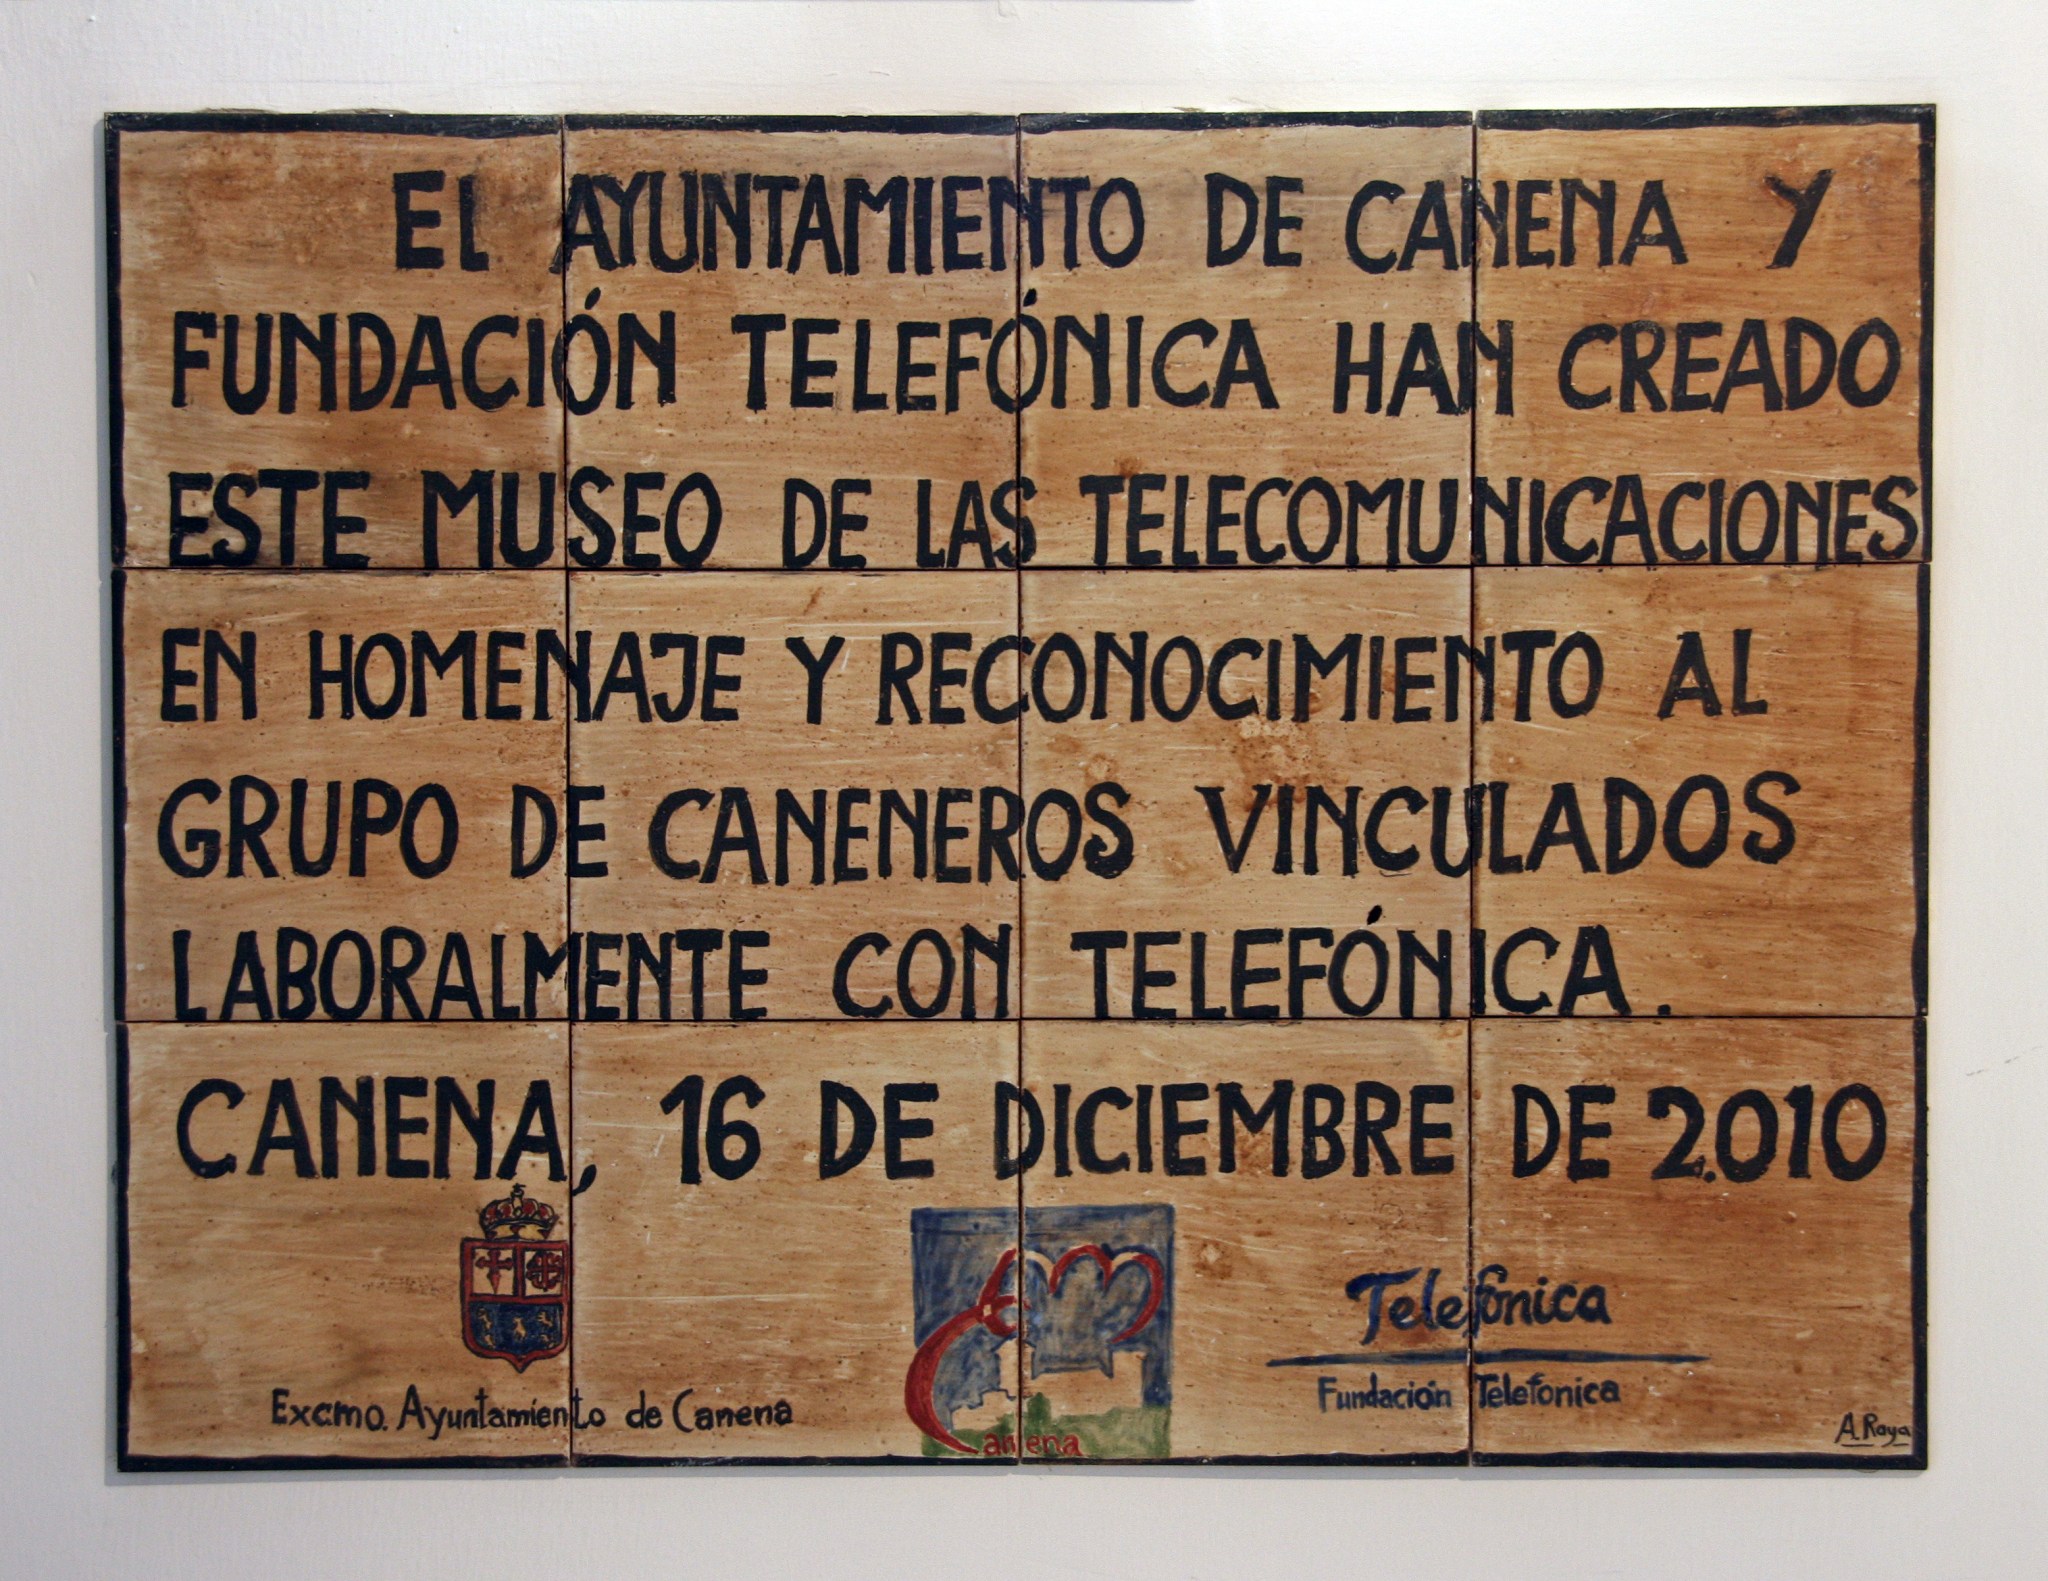 El AYUNTAMIENTO DE CANENA Y
FUNDACIÓN TELEFÓNICA HAN CREADO
ESTE MUSEO DE LAS TELECOMUNICACIONES
EN HOMENAJE Y RECONOCIMIENTO AL
GRUPO DE CANENEROS VINCULADOS
LABORALMENTE CON TELEFÓNICA.
CANENA, 16 DE DICIEMBRE DE 2.010
Telefónica
Excmo. Ayuntamiento de Canena
Canena
Fundación Telefonica
A. Raya